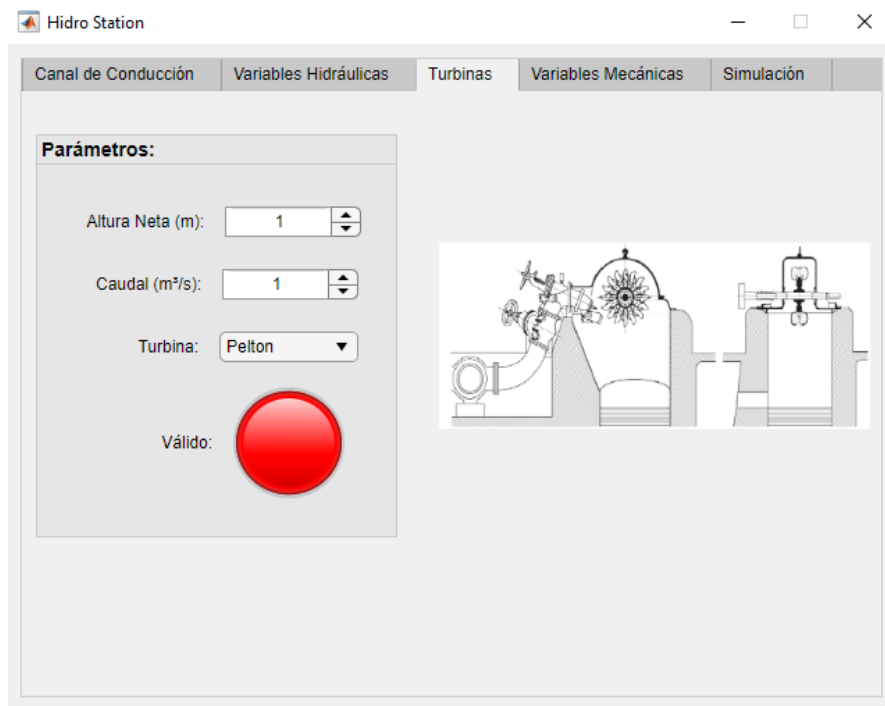 Hidro Station
Canal de Conducción Variables Hidráulicas Turbinas Variables Mecánicas Simulación
Parámetros:
Altura Neta (m): 1
Caudal (m³/s): 1
Turbina: Pelton
Válido: